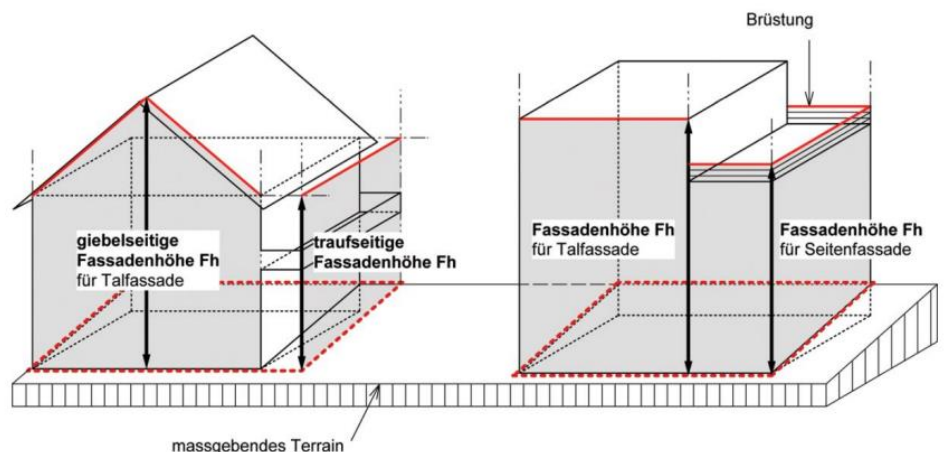 Brüstung
giebelseitige
Fassadenhöhe Fh
für Talfassade
traufseitige
Fassadenhöhe Fh
Fassadenhöhe Fh
für Talfassade
Fassadenhöhe Fh
für Seitenfassade
massgebendes Terrain